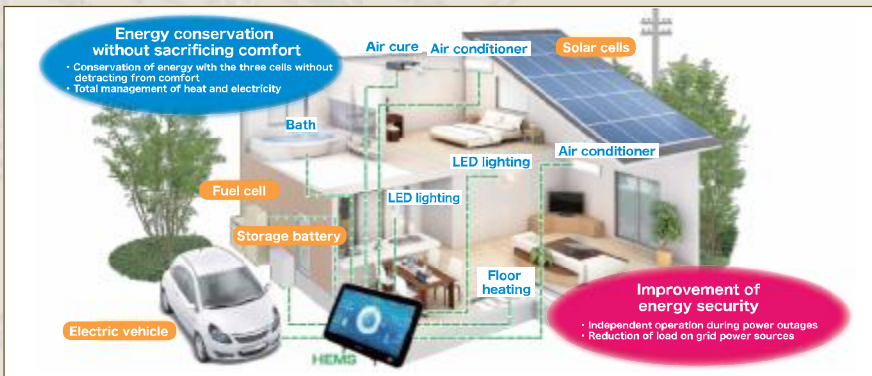 Energy conservation
without sacrificing comfort
・Conservation of energy with the three cells without
detracting from comfort
・Total management of heat and electricity
Air cure
Air conditioner
Solar cells
Bath
Air conditioner
LED lighting
Fuel cell
LED lighting
Storage battery
Floor
heating
Improvement of
energy security
・Independent operation during power outages
・Reduction of load on grid power sources
Electric vehicle
HEMS